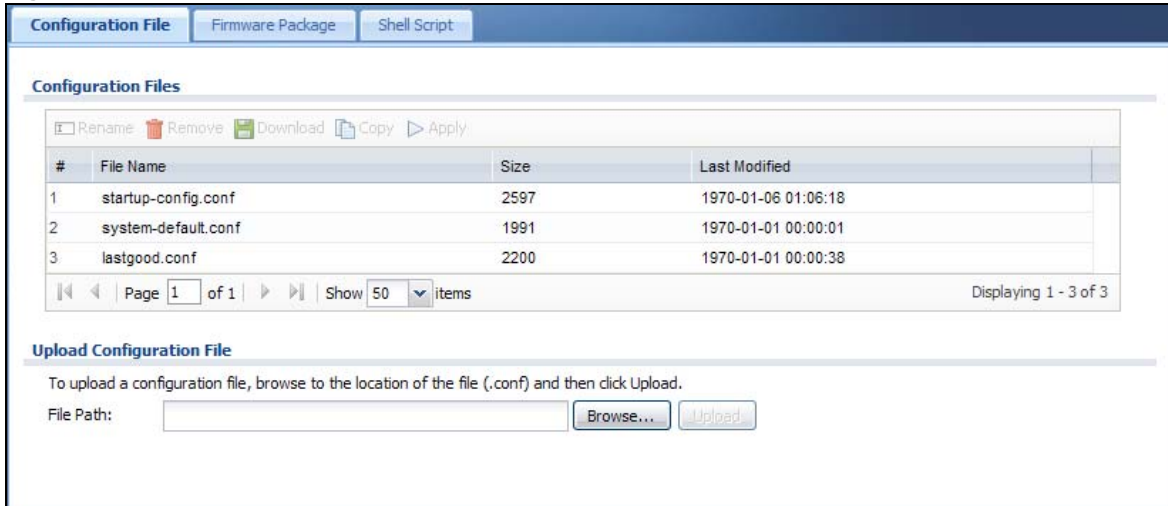 Configuration File Firmware Package Shell Script
Configuration Files
Rename Remove Download Copy Apply
# File Name Size Last Modified
1 startup-config.conf 2597 1970-01-06 01:06:18
2 system-default.conf 1991 1970-01-01 00:00:01
3 lastgood.conf 2200 1970-01-01 00:00:38
Page 1 of 1 Show 50 items Displaying 1 - 3 of 3
Upload Configuration File
To upload a configuration file, browse to the location of the file (.conf) and then click Upload.
File Path: Browse... Upload